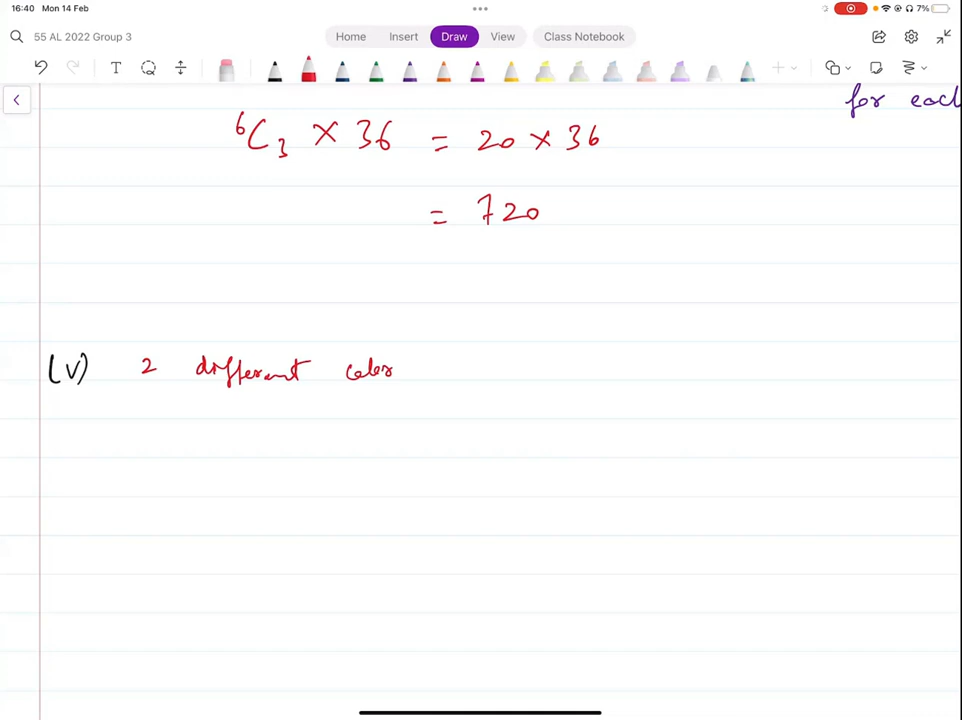 16:40 Mon 14 Feb
7%
55 AL 2022 Group 3
Home Insert Draw View Class Notebook
for each
⁶C₃ × 36 = 20 × 36
= 720
(V) 2 different color